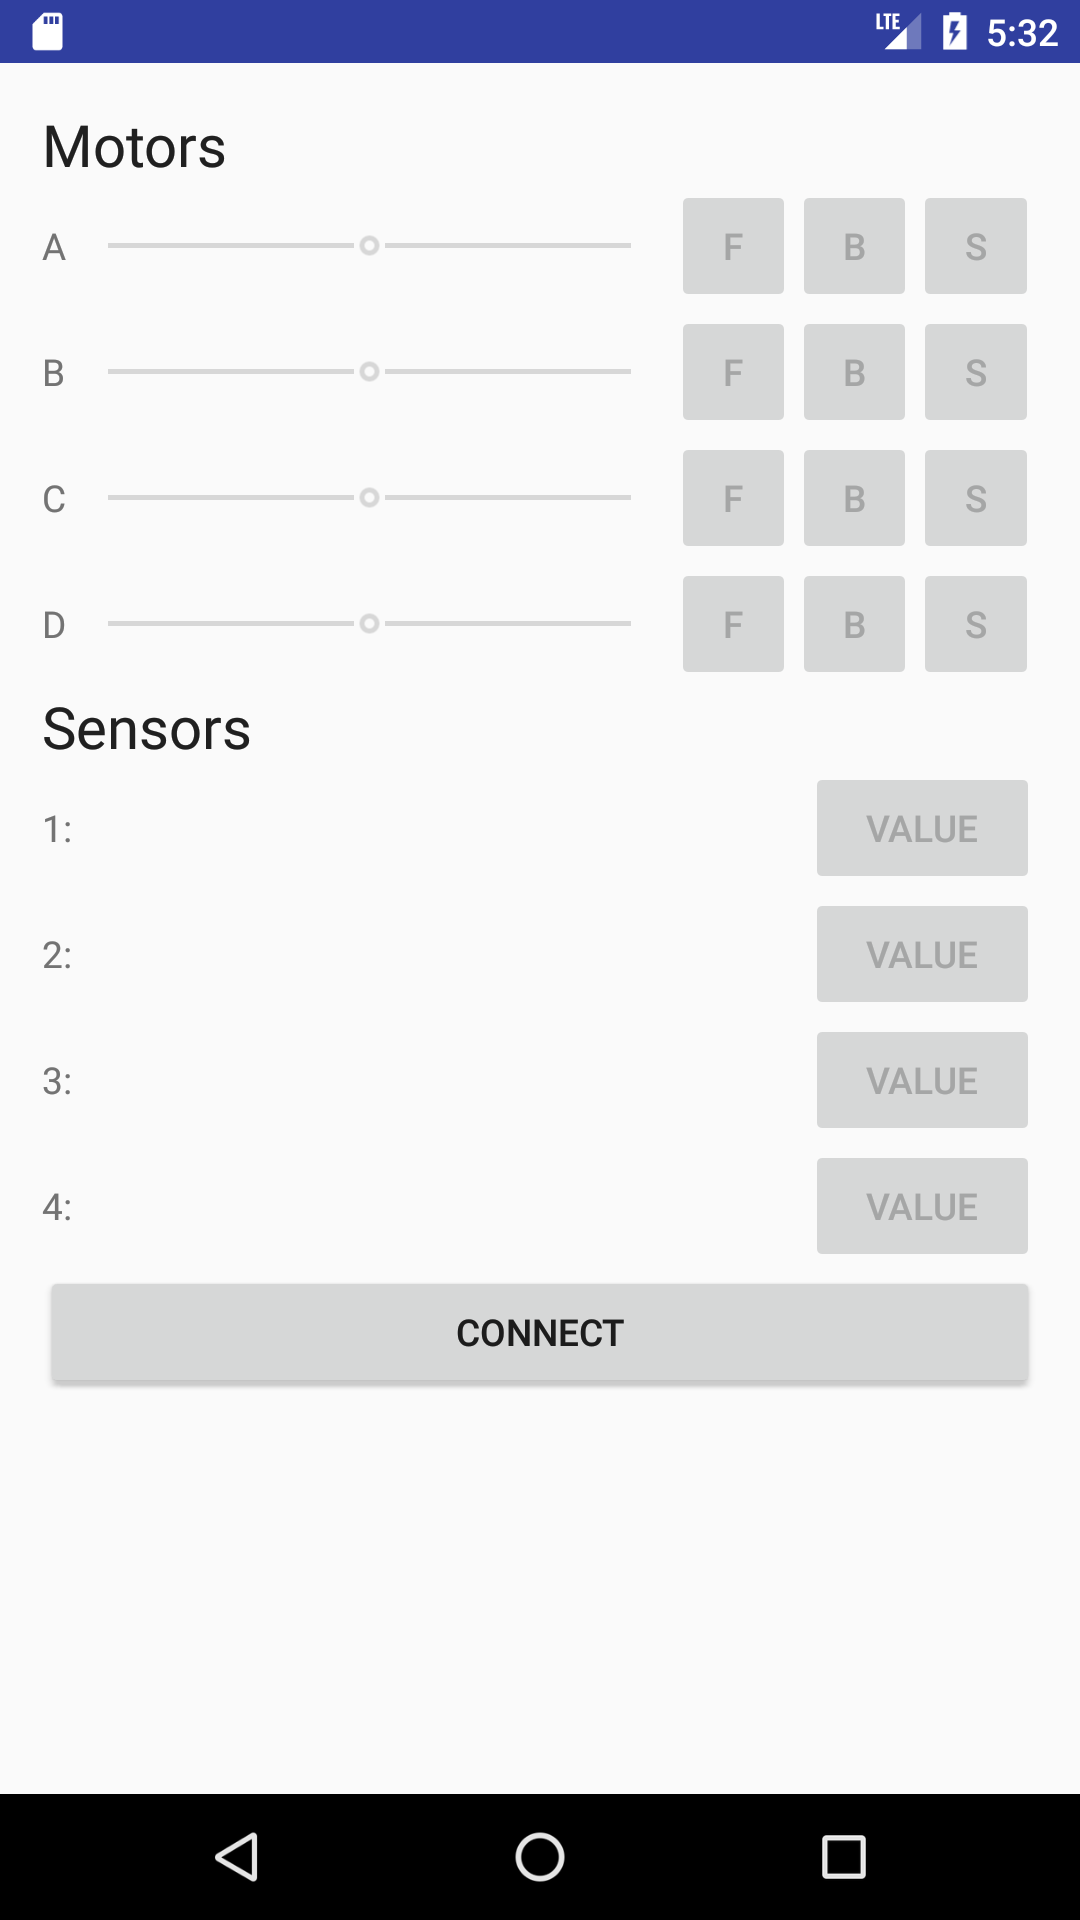 LTE 5:32
Motors
A F B S
B F B S
C F B S
D F B S
Sensors
1: VALUE
2: VALUE
3: VALUE
4: VALUE
CONNECT